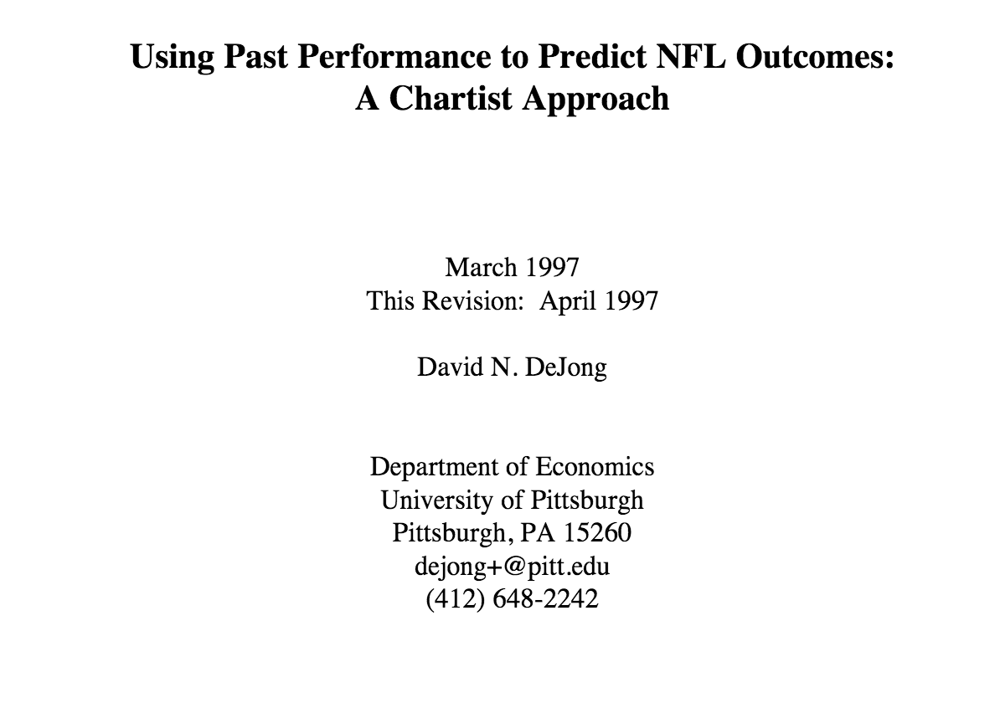 Using Past Performance to Predict NFL Outcomes:
A Chartist Approach
March 1997
This Revision:  April 1997
David N. DeJong
Department of Economics
University of Pittsburgh
Pittsburgh, PA 15260
dejong+@pitt.edu
(412) 648-2242